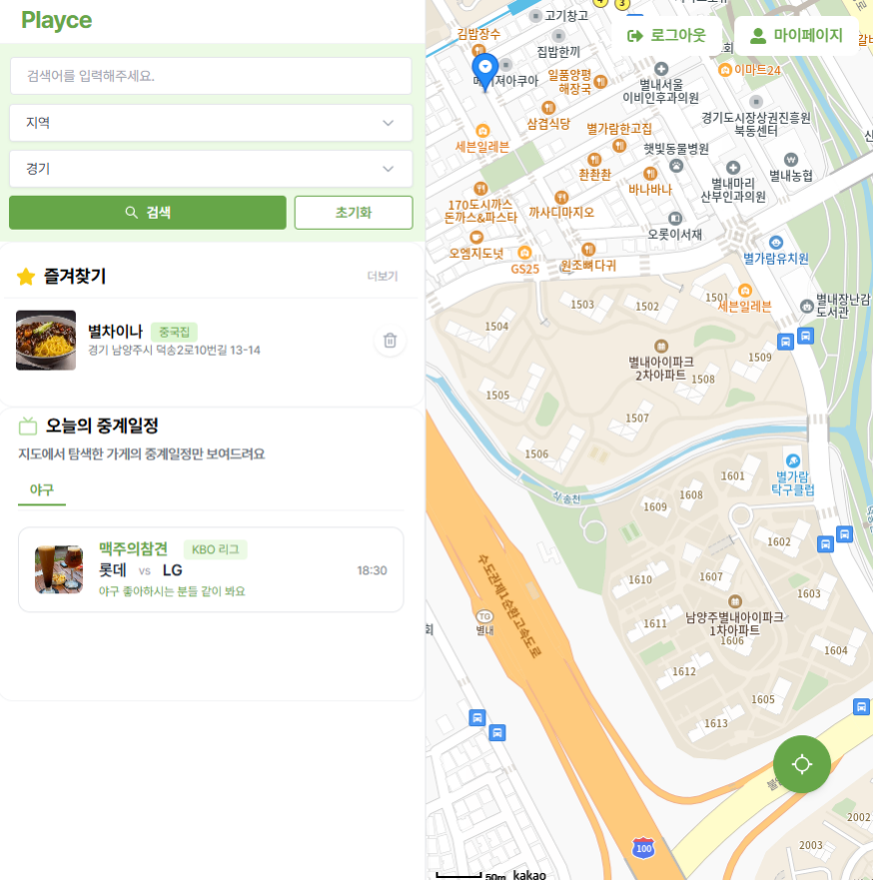 Playce
검색어를 입력해주세요.
지역
경기
검색
초기화
즐겨찾기
더보기
별차이나 중국집
경기 남양주시 덕송2로10번길 13-14
오늘의 중계일정
지도에서 탐색한 가게의 중계일정만 보여드려요
야구
맥주의참견 KBO 리그
롯데 vs LG
18:30
야구 좋아하시는 분들 같이 봐요
로그아웃
마이페이지
4
3
고기창고
김밥장수
집밥한끼
일품양평
해장국
별내서울
이비인후과의원
이마트24
삼겹식당
경기도시장상권진흥원
북동센터
세븐일레븐
별가람한고집
햇빛동물병원
촨촨촨
바나바나
별내마리
산부인과의원
별내농협
170도시까스
돈까스&파스타
까사디마지오
오롯이서재
오엠지도넛
GS25
원조뼈다귀
별가람유치원
세븐일레븐
별내장난감
도서관
1501
1502
1503
1504
1509
별내아이파크
2차아파트
1508
1505
1507
1506
별가람
탁구클럽
1601
1608
1609
송천
1602
1610
1607
1603
수도권제1순환고속도로
TG
별내
남양주별내아이파크
1차아파트
1606
1611
1604
1612
1605
1613
100
2002
2003
50m
kakao